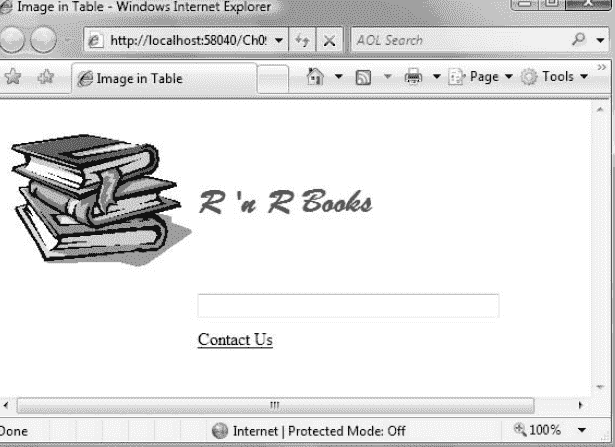 Image in Table - Windows Internet Explorer
http://localhost:58040/Ch09
AOL Search
Image in Table
Page
Tools
R 'n R Books
Contact Us
Done
Internet | Protected Mode: Off
100%